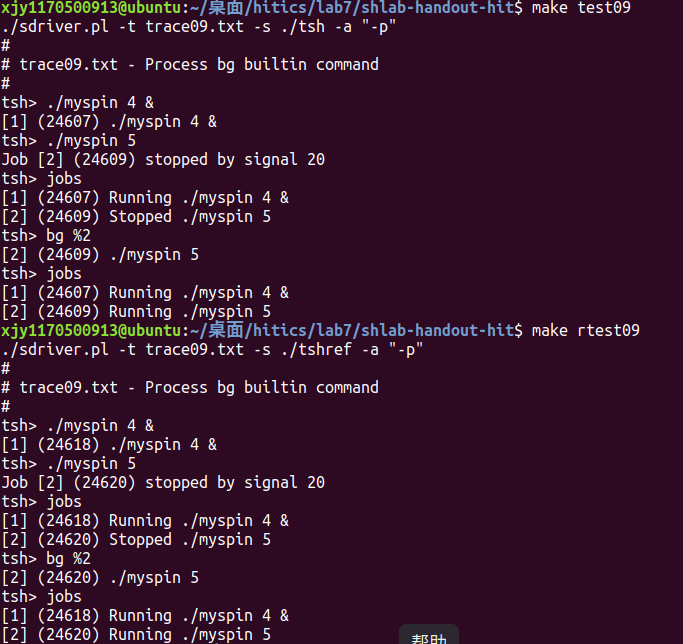 xjy1170500913@ubuntu:~/桌面/hitics/lab7/shlab-handout-hit$ make test09
./sdriver.pl -t trace09.txt -s ./tsh -a "-p"
#
# trace09.txt - Process bg builtin command
#
tsh> ./myspin 4 &
[1] (24607) ./myspin 4 &
tsh> ./myspin 5
Job [2] (24609) stopped by signal 20
tsh> jobs
[1] (24607) Running ./myspin 4 &
[2] (24609) Stopped ./myspin 5
tsh> bg %2
[2] (24609) ./myspin 5
tsh> jobs
[1] (24607) Running ./myspin 4 &
[2] (24609) Running ./myspin 5
xjy1170500913@ubuntu:~/桌面/hitics/lab7/shlab-handout-hit$ make rtest09
./sdriver.pl -t trace09.txt -s ./tshref -a "-p"
#
# trace09.txt - Process bg builtin command
#
tsh> ./myspin 4 &
[1] (24618) ./myspin 4 &
tsh> ./myspin 5
Job [2] (24620) stopped by signal 20
tsh> jobs
[1] (24618) Running ./myspin 4 &
[2] (24620) Stopped ./myspin 5
tsh> bg %2
[2] (24620) ./myspin 5
tsh> jobs
[1] (24618) Running ./myspin 4 &
[2] (24620) Running ./myspin 5
帮助